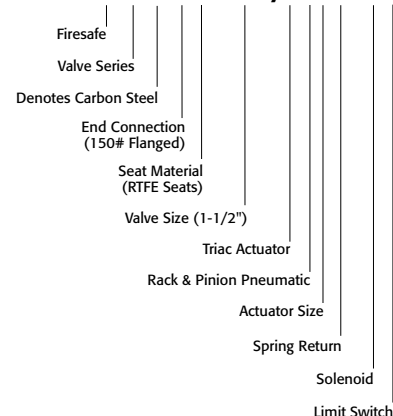 Firesafe
Valve Series
Denotes Carbon Steel
End Connection
(150# Flanged)
Seat Material
(RTFE Seats)
Valve Size (1-1/2")
Triac Actuator
Rack & Pinion Pneumatic
Actuator Size
Spring Return
Solenoid
Limit Switch